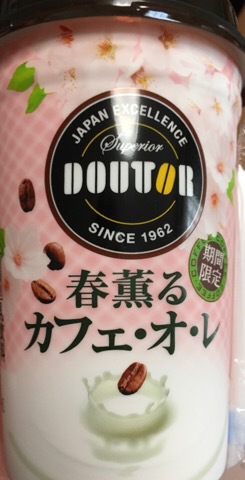 JAPAN EXCELLENCE
Superior
DOUTOR
SINCE 1962
期間
限定
春薫る
カフェ・オ・レ